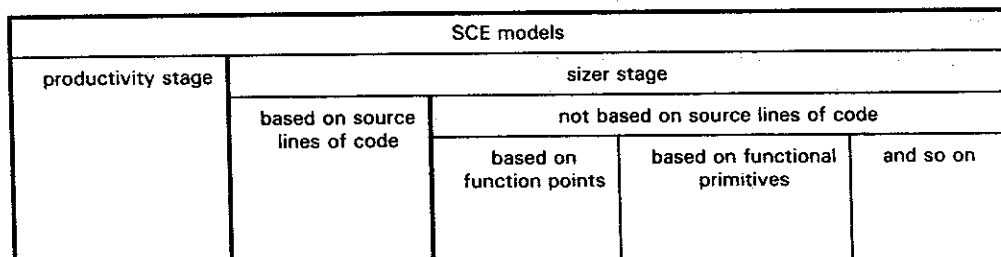 SCE models
productivity stage
sizer stage
based on source
lines of code
not based on source lines of code
based on
function points
based on functional
primitives
and so on